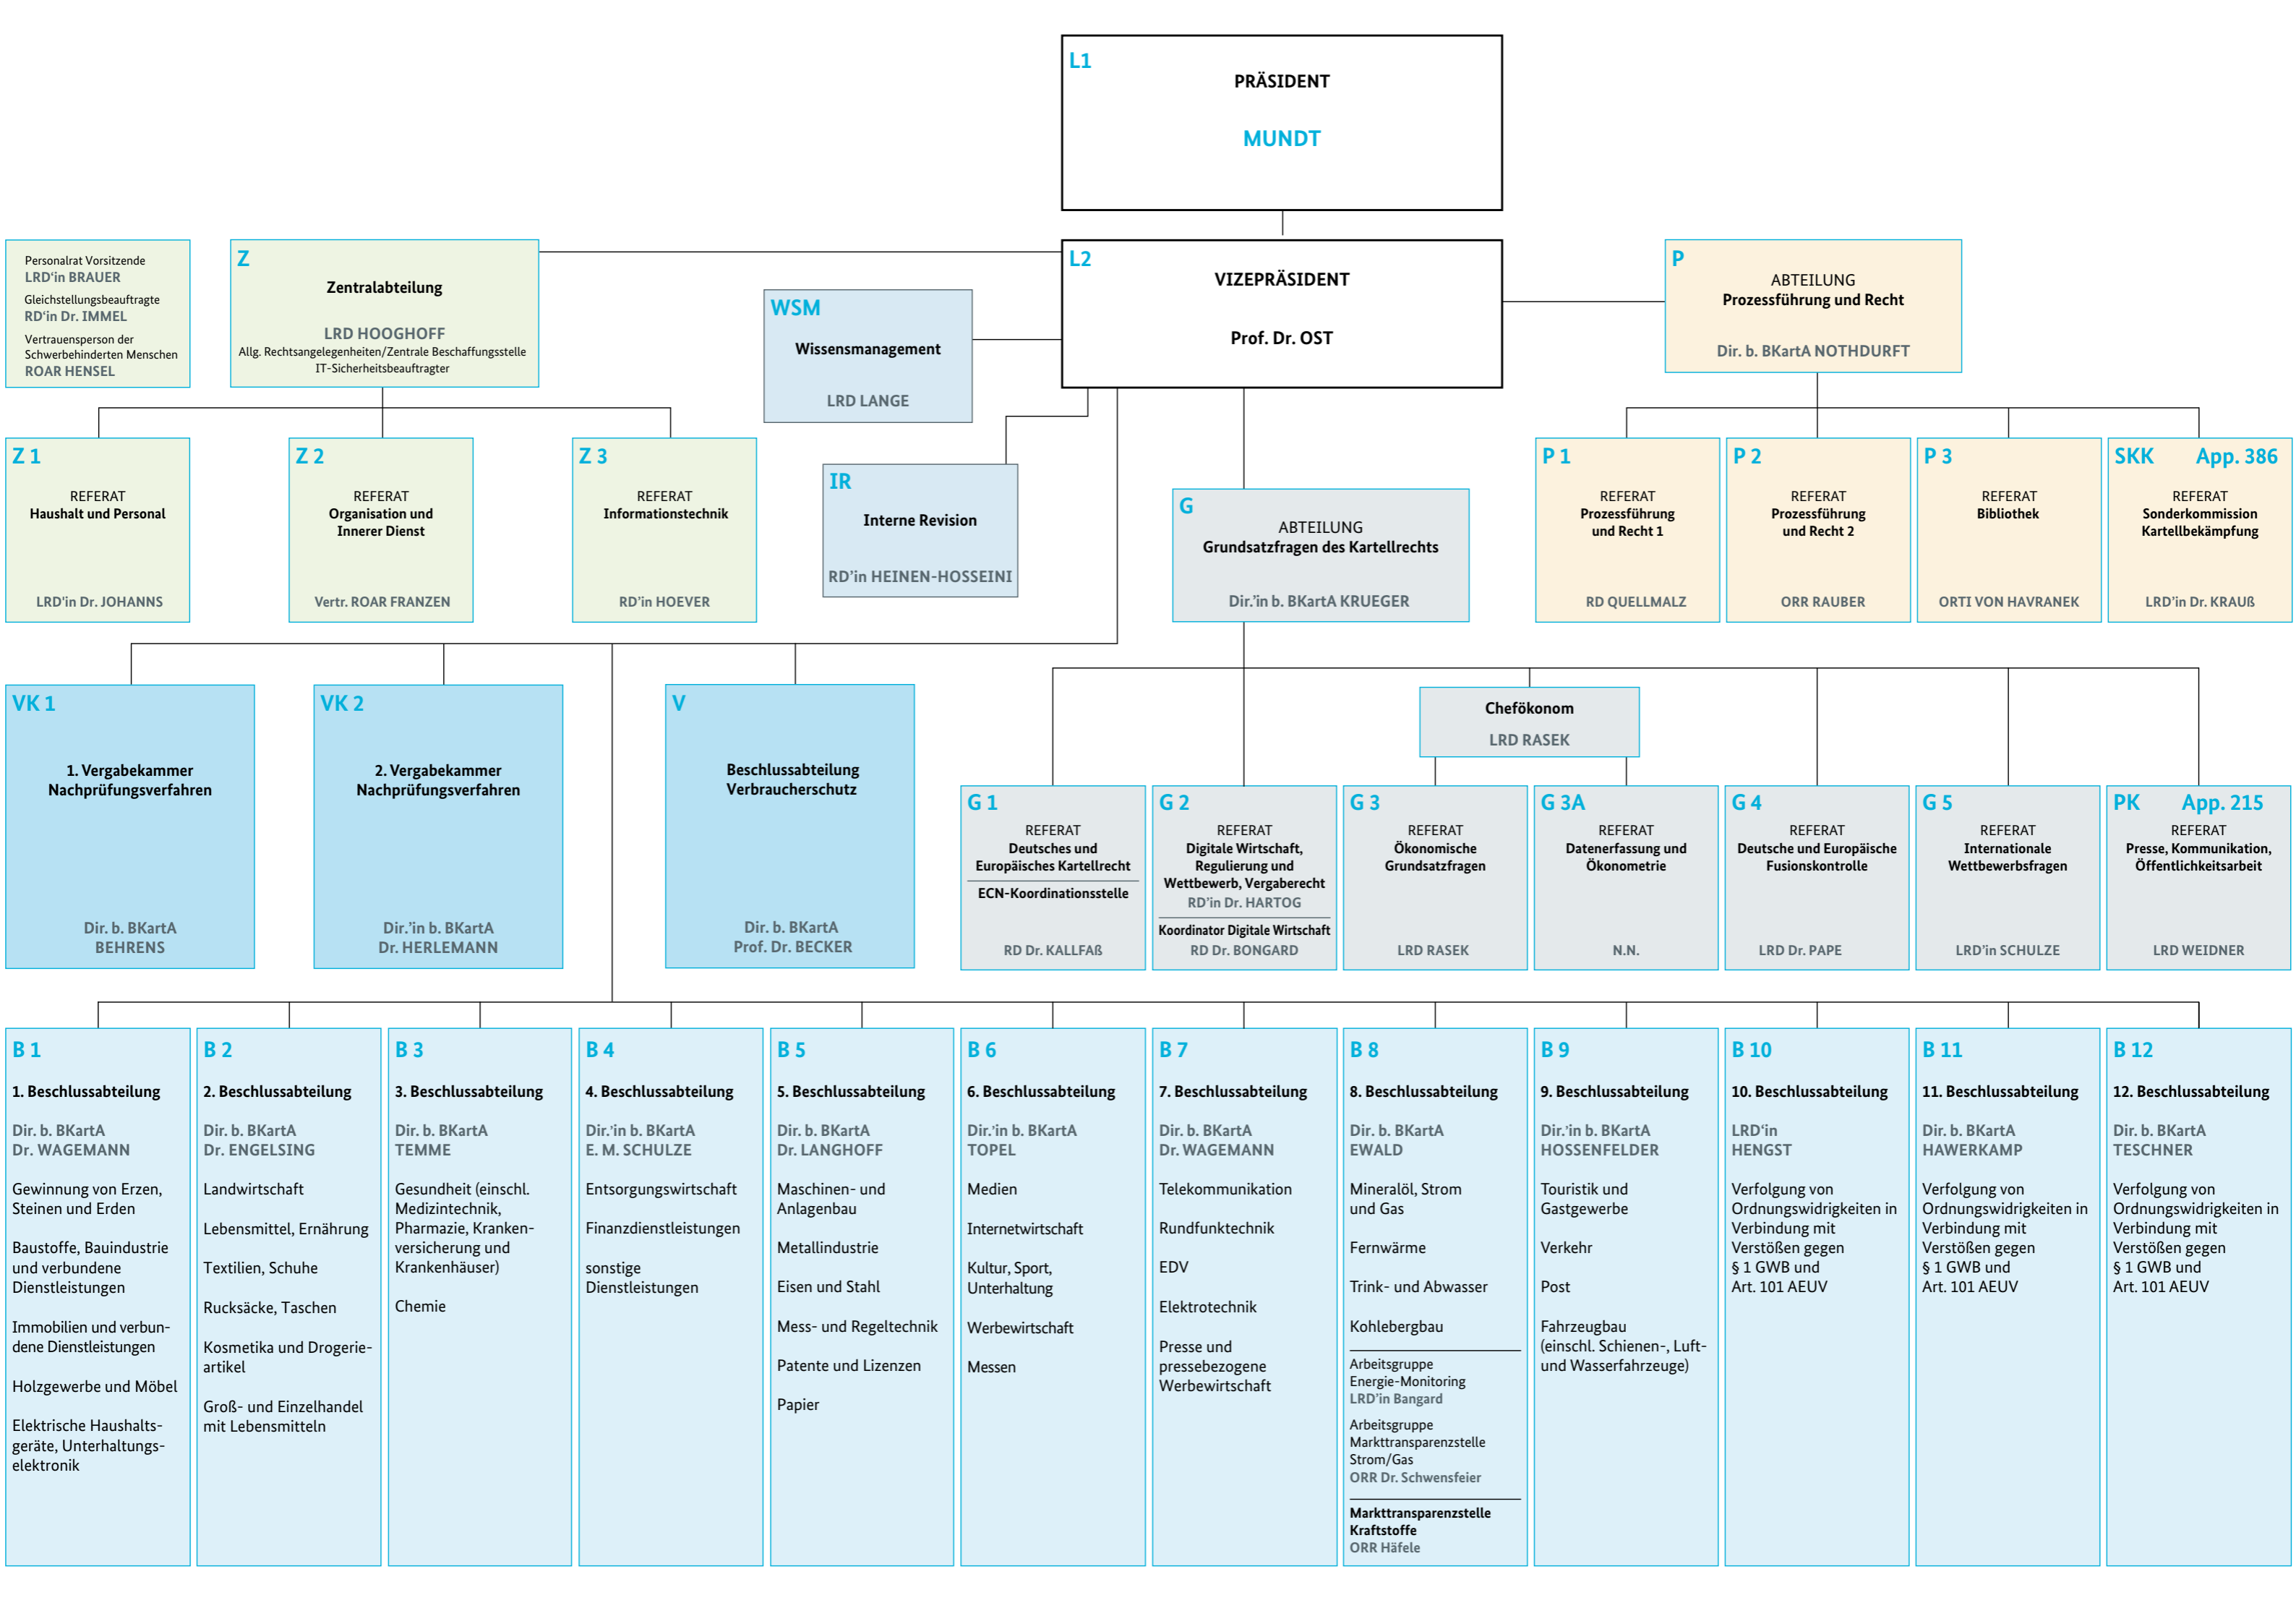 L1
PRÄSIDENT
MUNDT
Personalrat Vorsitzende
LRD‘in BRAUER
Gleichstellungsbeauftragte
RD‘in Dr. IMMEL
Vertrauensperson der
Schwerbehinderten Menschen
ROAR HENSEL
Z
Zentralabteilung
LRD HOOGHOFF
Allg. Rechtsangelegenheiten/Zentrale Beschaffungsstelle
IT-Sicherheitsbeauftragter
WSM
Wissensmanagement
LRD LANGE
L2
VIZEPRÄSIDENT
Prof. Dr. OST
P
ABTEILUNG
Prozessführung und Recht
Dir. b. BKartA NOTHDURFT
Z 1
REFERAT
Haushalt und Personal
LRD'in Dr. JOHANNS
Z 2
REFERAT
Organisation und
Innerer Dienst
Vertr. ROAR FRANZEN
Z 3
REFERAT
Informationstechnik
RD’in HOEVER
IR
Interne Revision
RD’in HEINEN-HOSSEINI
G
ABTEILUNG
Grundsatzfragen des Kartellrechts
Dir.’in b. BKartA KRUEGER
P 1
REFERAT
Prozessführung
und Recht 1
RD QUELLMALZ
P 2
REFERAT
Prozessführung
und Recht 2
ORR RAUBER
P 3
REFERAT
Bibliothek
ORTI VON HAVRANEK
SKK App. 386
REFERAT
Sonderkommission
Kartellbekämpfung
LRD’in Dr. KRAUß
VK 1
1. Vergabekammer
Nachprüfungsverfahren
Dir. b. BKartA
BEHRENS
VK 2
2. Vergabekammer
Nachprüfungsverfahren
Dir.’in b. BKartA
Dr. HERLEMANN
V
Beschlussabteilung
Verbraucherschutz
Dir. b. BKartA
Prof. Dr. BECKER
Chefökonom
LRD RASEK
G 1
REFERAT
Deutsches und
Europäisches Kartellrecht
ECN-Koordinationsstelle
RD Dr. KALLFAß
G 2
REFERAT
Digitale Wirtschaft,
Regulierung und
Wettbewerb, Vergaberecht
RD’in Dr. HARTOG
Koordinator Digitale Wirtschaft
RD Dr. BONGARD
G 3
REFERAT
Ökonomische
Grundsatzfragen
LRD RASEK
G 3A
REFERAT
Datenerfassung und
Ökonometrie
N.N.
G 4
REFERAT
Deutsche und Europäische
Fusionskontrolle
LRD Dr. PAPE
G 5
REFERAT
Internationale
Wettbewerbsfragen
LRD’in SCHULZE
PK App. 215
REFERAT
Presse, Kommunikation,
Öffentlichkeitsarbeit
LRD WEIDNER
B 1
1. Beschlussabteilung
Dir. b. BKartA
Dr. WAGEMANN
Gewinnung von Erzen,
Steinen und Erden
Baustoffe, Bauindustrie
und verbundene
Dienstleistungen
Immobilien und verbun-
dene Dienstleistungen
Holzgewerbe und Möbel
Elektrische Haushalts-
geräte, Unterhaltungs-
elektronik
B 2
2. Beschlussabteilung
Dir. b. BKartA
Dr. ENGELSING
Landwirtschaft
Lebensmittel, Ernährung
Textilien, Schuhe
Rucksäcke, Taschen
Kosmetika und Drogerie-
artikel
Groß- und Einzelhandel
mit Lebensmitteln
B 3
3. Beschlussabteilung
Dir. b. BKartA
TEMME
Gesundheit (einschl.
Medizintechnik,
Pharmazie, Kranken-
versicherung und
Krankenhäuser)
Chemie
B 4
4. Beschlussabteilung
Dir.’in b. BKartA
E. M. SCHULZE
Entsorgungswirtschaft
Finanzdienstleistungen
sonstige
Dienstleistungen
B 5
5. Beschlussabteilung
Dir. b. BKartA
Dr. LANGHOFF
Maschinen- und
Anlagenbau
Metallindustrie
Eisen und Stahl
Mess- und Regeltechnik
Patente und Lizenzen
Papier
B 6
6. Beschlussabteilung
Dir.’in b. BKartA
TOPEL
Medien
Internetwirtschaft
Kultur, Sport,
Unterhaltung
Werbewirtschaft
Messen
B 7
7. Beschlussabteilung
Dir. b. BKartA
Dr. WAGEMANN
Telekommunikation
Rundfunktechnik
EDV
Elektrotechnik
Presse und
pressebezogene
Werbewirtschaft
B 8
8. Beschlussabteilung
Dir. b. BKartA
EWALD
Mineralöl, Strom
und Gas
Fernwärme
Trink- und Abwasser
Kohlebergbau
Arbeitsgruppe
Energie-Monitoring
LRD’in Bangard
Arbeitsgruppe
Markttransparenzstelle
Strom/Gas
ORR Dr. Schwensfeier
Markttransparenzstelle
Kraftstoffe
ORR Häfele
B 9
9. Beschlussabteilung
Dir.’in b. BKartA
HOSSENFELDER
Touristik und
Gastgewerbe
Verkehr
Post
Fahrzeugbau
(einschl. Schienen-, Luft-
und Wasserfahrzeuge)
B 10
10. Beschlussabteilung
LRD‘in
HENGST
Verfolgung von
Ordnungswidrigkeiten in
Verbindung mit
Verstößen gegen
§ 1 GWB und
Art. 101 AEUV
B 11
11. Beschlussabteilung
Dir. b. BKartA
HAWERKAMP
Verfolgung von
Ordnungswidrigkeiten in
Verbindung mit
Verstößen gegen
§ 1 GWB und
Art. 101 AEUV
B 12
12. Beschlussabteilung
Dir. b. BKartA
TESCHNER
Verfolgung von
Ordnungswidrigkeiten in
Verbindung mit
Verstößen gegen
§ 1 GWB und
Art. 101 AEUV